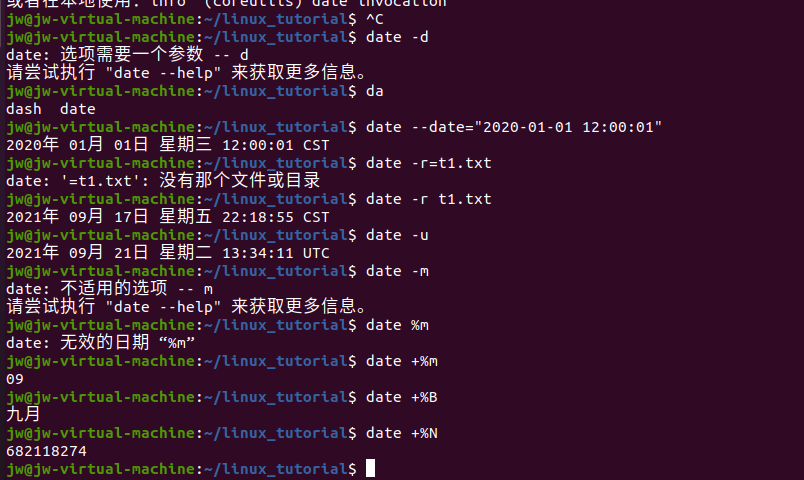 或者在本地使用: info '(coreutils) date invocation'
jw@jw-virtual-machine:~/linux_tutorial$ ^C
jw@jw-virtual-machine:~/linux_tutorial$ date -d
date: 选项需要一个参数 -- d
请尝试执行 "date --help" 来获取更多信息。
jw@jw-virtual-machine:~/linux_tutorial$ da
dash  date
jw@jw-virtual-machine:~/linux_tutorial$ date --date="2020-01-01 12:00:01"
2020年 01月 01日 星期三 12:00:01 CST
jw@jw-virtual-machine:~/linux_tutorial$ date -r=t1.txt
date: '=t1.txt': 没有那个文件或目录
jw@jw-virtual-machine:~/linux_tutorial$ date -r t1.txt
2021年 09月 17日 星期五 22:18:55 CST
jw@jw-virtual-machine:~/linux_tutorial$ date -u
2021年 09月 21日 星期二 13:34:11 UTC
jw@jw-virtual-machine:~/linux_tutorial$ date -m
date: 不适用的选项 -- m
请尝试执行 "date --help" 来获取更多信息。
jw@jw-virtual-machine:~/linux_tutorial$ date %m
date: 无效的日期 “%m”
jw@jw-virtual-machine:~/linux_tutorial$ date +%m
09
jw@jw-virtual-machine:~/linux_tutorial$ date +%B
九月
jw@jw-virtual-machine:~/linux_tutorial$ date +%N
682118274
jw@jw-virtual-machine:~/linux_tutorial$